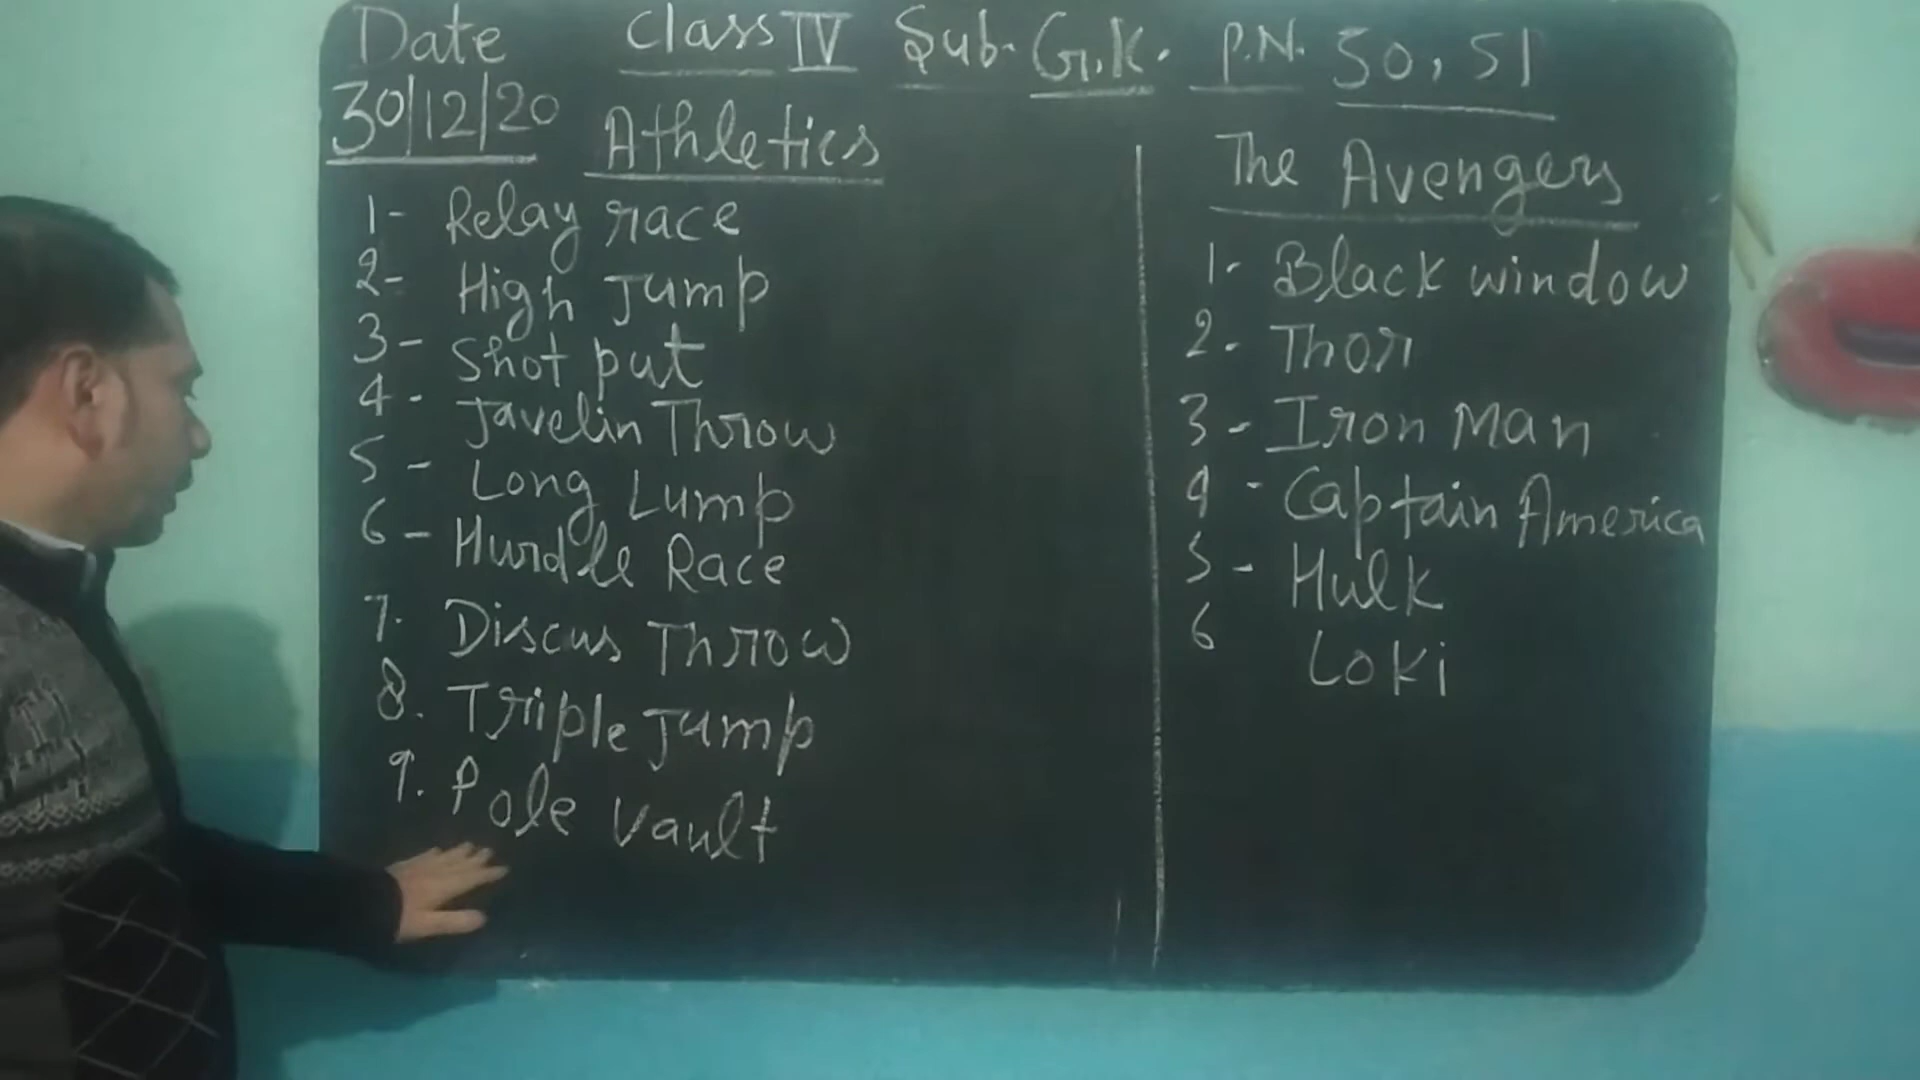 Date Class IV Sub. G.K. P.N. 50, 51
30/12/20
Athletics
1- Relay race
2- High Jump
3- Shot put
4- Javelin Throw
5- Long Lump
6- Hurdle Race
7. Discus Throw
8. Triple Jump
9. Pole Vault
The Avengers
1- Black window
2- Thor
3- Iron Man
4- Captain America
5- Hulk
6 Loki